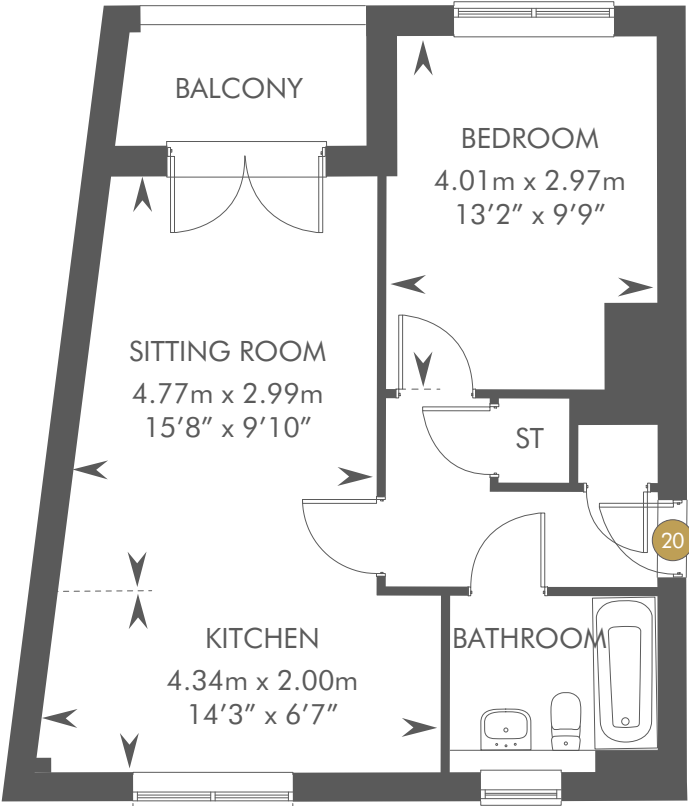 BALCONY
BEDROOM
4.01m x 2.97m
13’2” x 9’9”
SITTING ROOM
4.77m x 2.99m
15’8” x 9’10”
ST
20
KITCHEN
4.34m x 2.00m
14’3” x 6’7”
BATHROOM